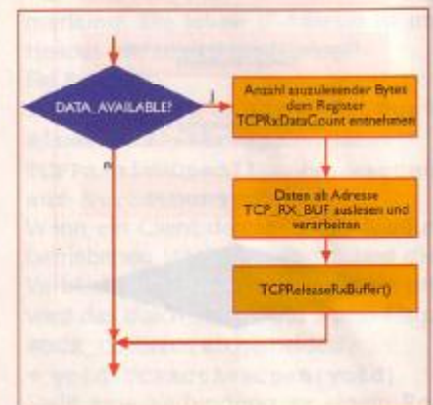 DATA_AVAILABLE?
j
Anzahl auszulesender Bytes
dem Register
TCPRxDataCount entnehmen
n
Daten ab Adresse
TCP_RX_BUF auslesen und
verarbeiten
TCPReleaseRxBuffer()